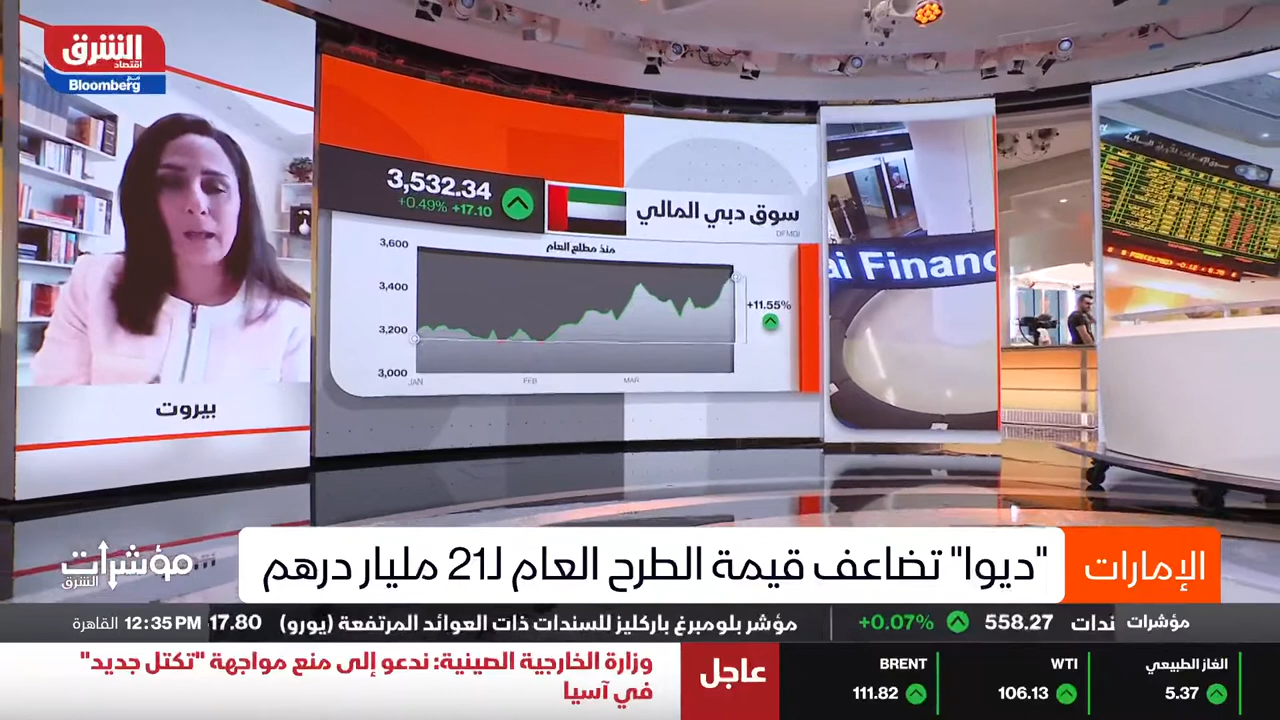 الشرق
اقتصاد
مع
Bloomberg
3,532.34
+0.49% +17.10
سوق دبي المالي
DFMGI
منذ مطلع العام
3,600
3,400
3,200
3,000
JAN
FEB
MAR
+11.55%
ai Financ
بيروت
الإمارات
"ديوا" تضاعف قيمة الطرح العام لـ21 مليار درهم
مؤشرات
الشرق
مؤشرات
ندات 558.27 +0.07%
مؤشر بلومبرغ باركليز للسندات ذات العوائد المرتفعة (يورو) 17.80
12:35 PM القاهرة
الغاز الطبيعي
5.37
WTI
106.13
BRENT
111.82
عاجل
وزارة الخارجية الصينية: ندعو إلى منع مواجهة "تكتل جديد"
في آسيا